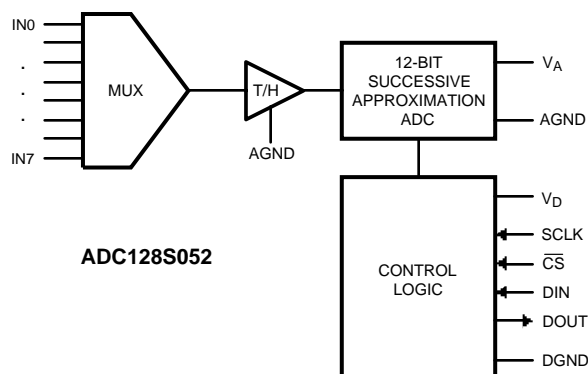 IN0
.
.
.
IN7
MUX
T/H
AGND
12-BIT
SUCCESSIVE
APPROXIMATION
ADC
VA
AGND
ADC128S052
CONTROL
LOGIC
VD
SCLK
C̅S̅
DIN
DOUT
DGND